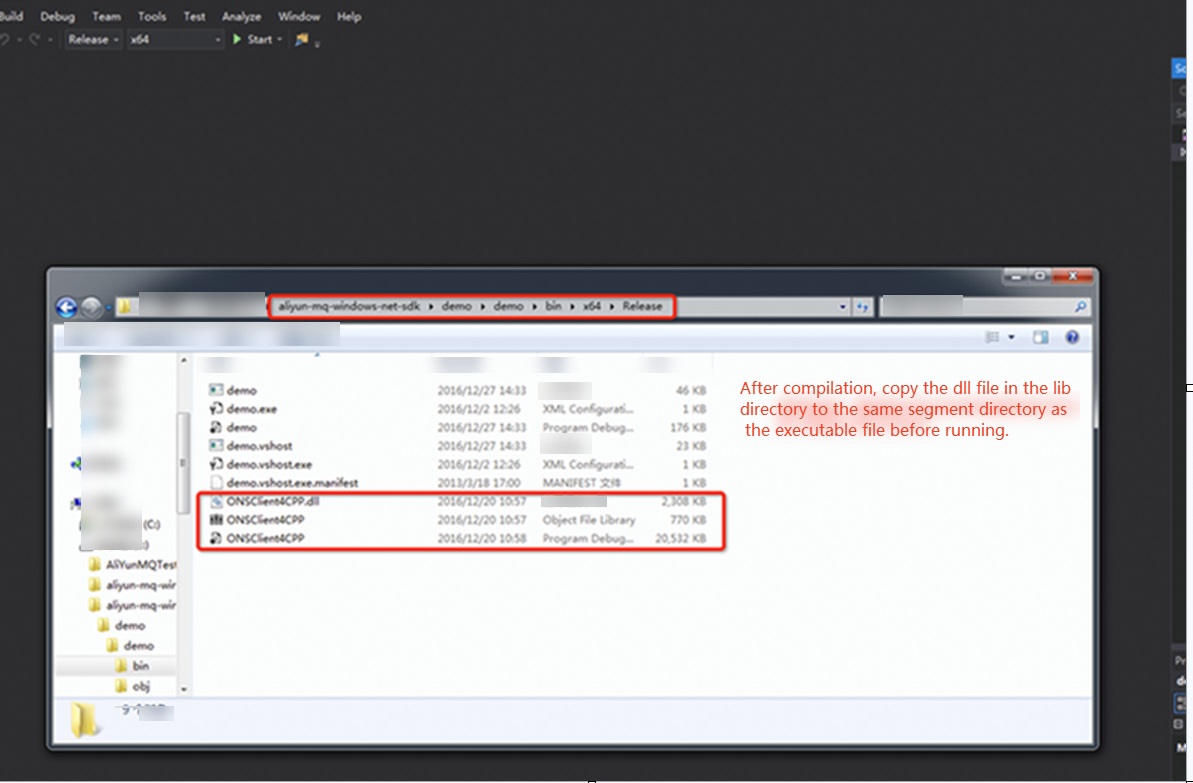 Build Debug Team Tools Test Analyze Window Help
Release x64 Start
aliyun-mq-windows-net-sdk demo demo bin x64 Release
demo 2016/12/27 14:33 46 KB
demo.exe 2016/12/2 12:26 XML Configurati... 1 KB
demo 2016/12/27 14:33 Program Debug... 176 KB
demo.vshost 2016/12/27 14:33 23 KB
demo.vshost.exe 2016/12/2 12:26 XML Configurati... 1 KB
demo.vshost.exe.manifest 2013/3/18 17:00 MANIFEST 文件 1 KB
ONSClient4CPP.dll 2016/12/20 10:57 2,308 KB
ONSClient4CPP 2016/12/20 10:57 Object File Library 770 KB
ONSClient4CPP 2016/12/20 10:58 Program Debug... 20,532 KB
After compilation, copy the dll file in the lib
directory to the same segment directory as
the executable file before running.
(C:)
AliYunMQTest
aliyun-mq-wir
aliyun-mq-wir
demo
demo
bin
obj